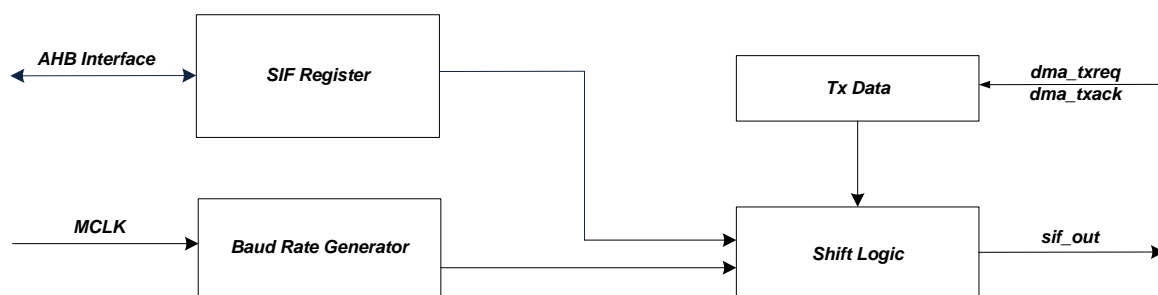 AHB Interface
SIF Register
Tx Data
dma_txreq
dma_txack
MCLK
Baud Rate Generator
Shift Logic
sif_out